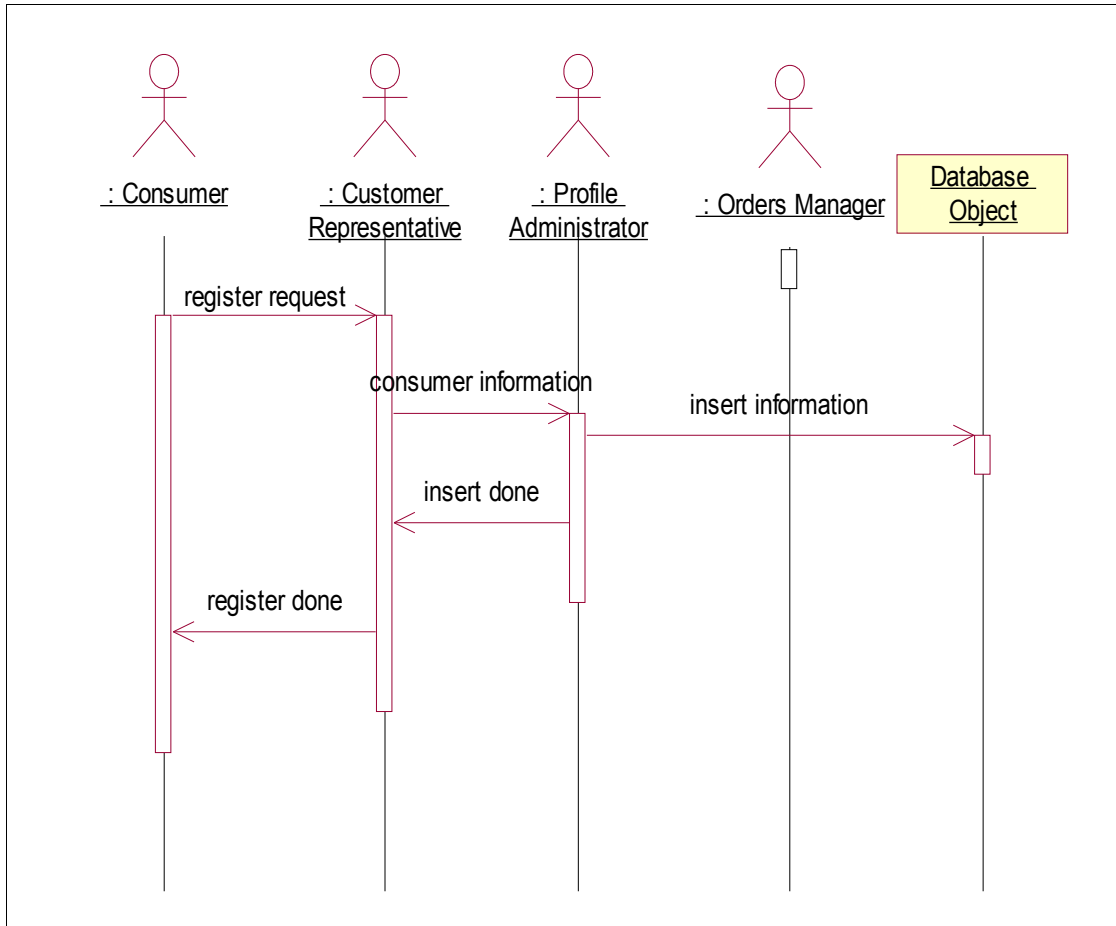 : Consumer
: Customer
Representative
: Profile
Administrator
: Orders Manager
Database
Object
register request
consumer information
insert information
insert done
register done